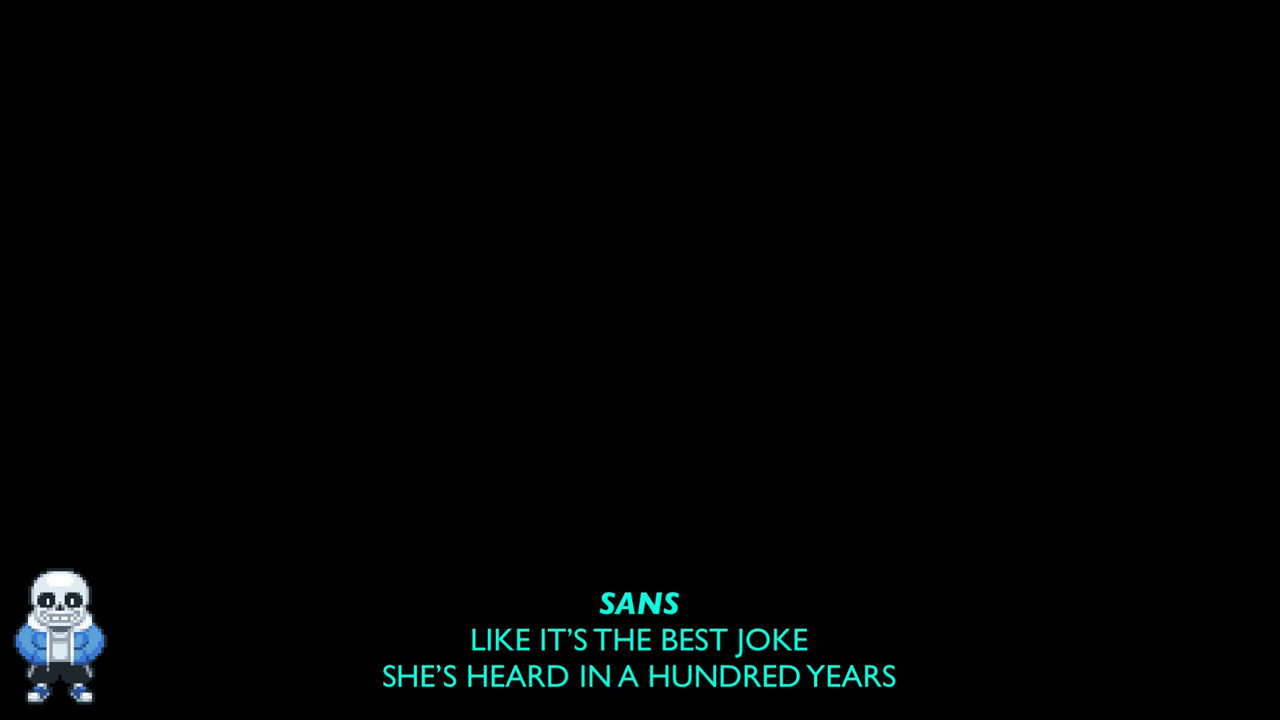 SANS
LIKE IT’S THE BEST JOKE
SHE’S HEARD IN A HUNDRED YEARS